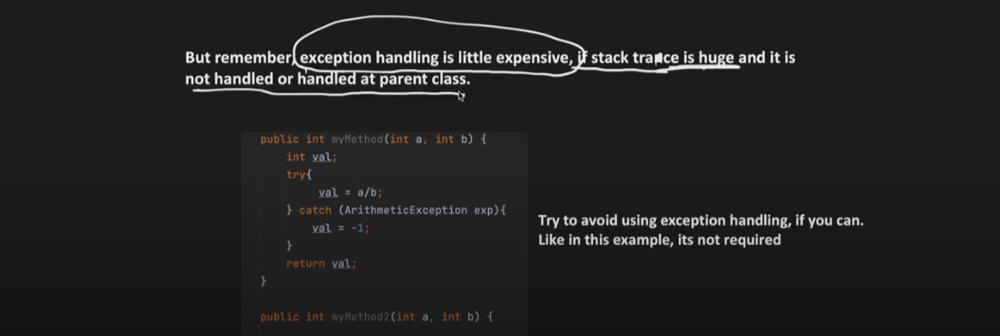 But remember, exception handling is little expensive, if stack trance is huge and it is
not handled or handled at parent class.
public int myMethod(int a, int b) {
int val;
try{
val = a/b;
} catch (ArithmeticException exp){
val = -1;
}
return val;
}
public int myMethod2(int a, int b) {
Try to avoid using exception handling, if you can.
Like in this example, its not required